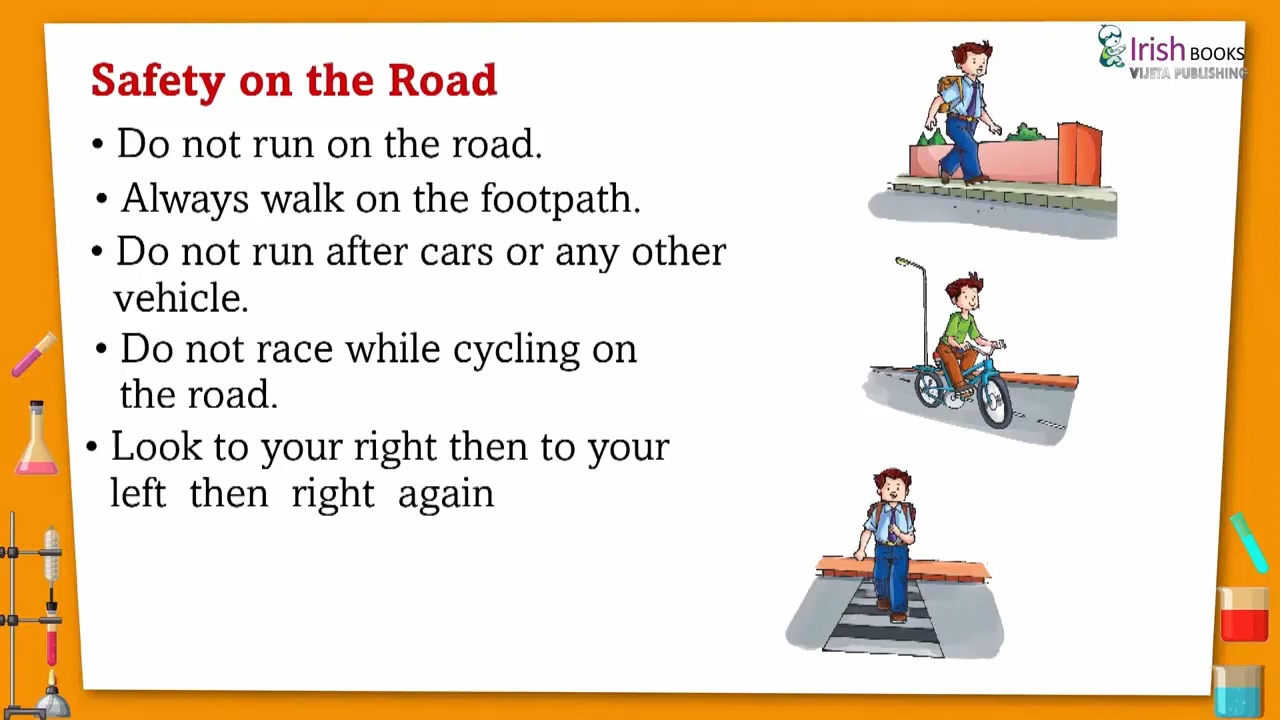 Irish BOOKS
VIJETA PUBLISHING
Safety on the Road
• Do not run on the road.
• Always walk on the footpath.
• Do not run after cars or any other
vehicle.
• Do not race while cycling on
the road.
• Look to your right then to your
left then right again